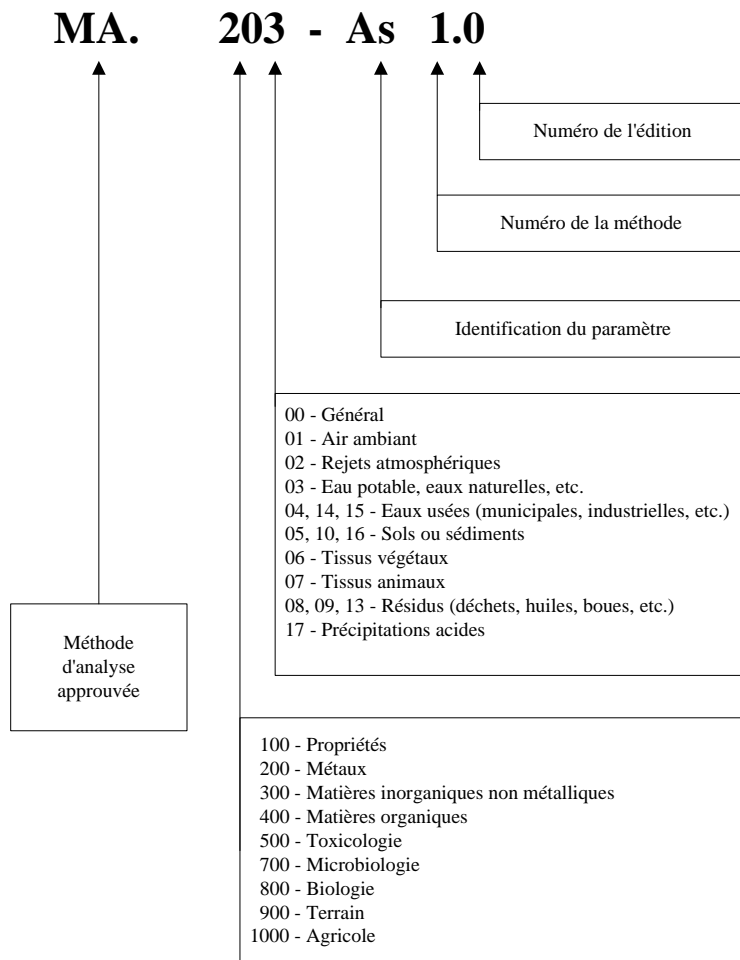 MA. 203 - As 1.0
Numéro de l'édition
Numéro de la méthode
Identification du paramètre
00 - Général
01 - Air ambiant
02 - Rejets atmosphériques
03 - Eau potable, eaux naturelles, etc.
04, 14, 15 - Eaux usées (municipales, industrielles, etc.)
05, 10, 16 - Sols ou sédiments
06 - Tissus végétaux
07 - Tissus animaux
08, 09, 13 - Résidus (déchets, huiles, boues, etc.)
17 - Précipitations acides
Méthode
d'analyse
approuvée
100 - Propriétés
200 - Métaux
300 - Matières inorganiques non métalliques
400 - Matières organiques
500 - Toxicologie
700 - Microbiologie
800 - Biologie
900 - Terrain
1000 - Agricole